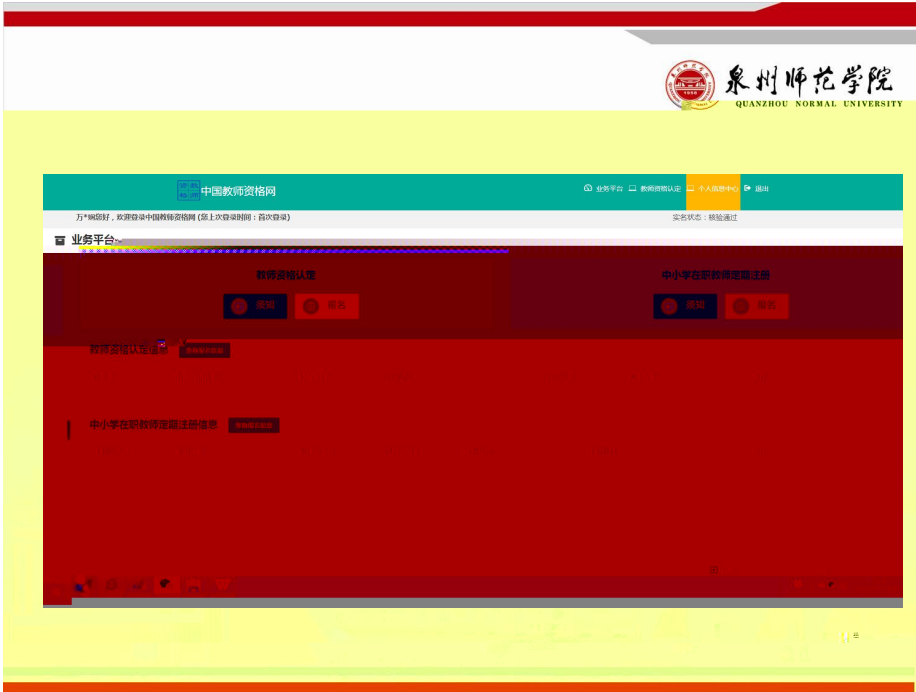 泉州师范学院
QUANZHOU NORMAL UNIVERSITY
中国教师资格网
业务平台 教师资格认定 个人信息中心 退出
万*婉您好，欢迎登录中国教师资格网 (您上次登录时间：首次登录)
实名状态：核验通过
业务平台
教师资格认定 中小学在职教师定期注册
须知 报名 须知 报名
教师资格认定信息
中小学在职教师定期注册信息